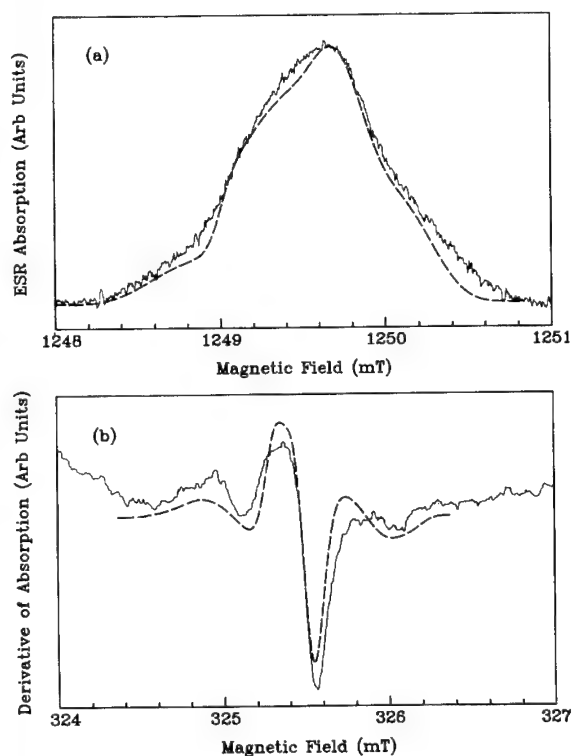 (a)
ESR Absorption (Arb Units)
1248 1249 1250 1251
Magnetic Field (mT)
(b)
Derivative of Absorption (Arb Units)
324 325 326 327
Magnetic Field (mT)